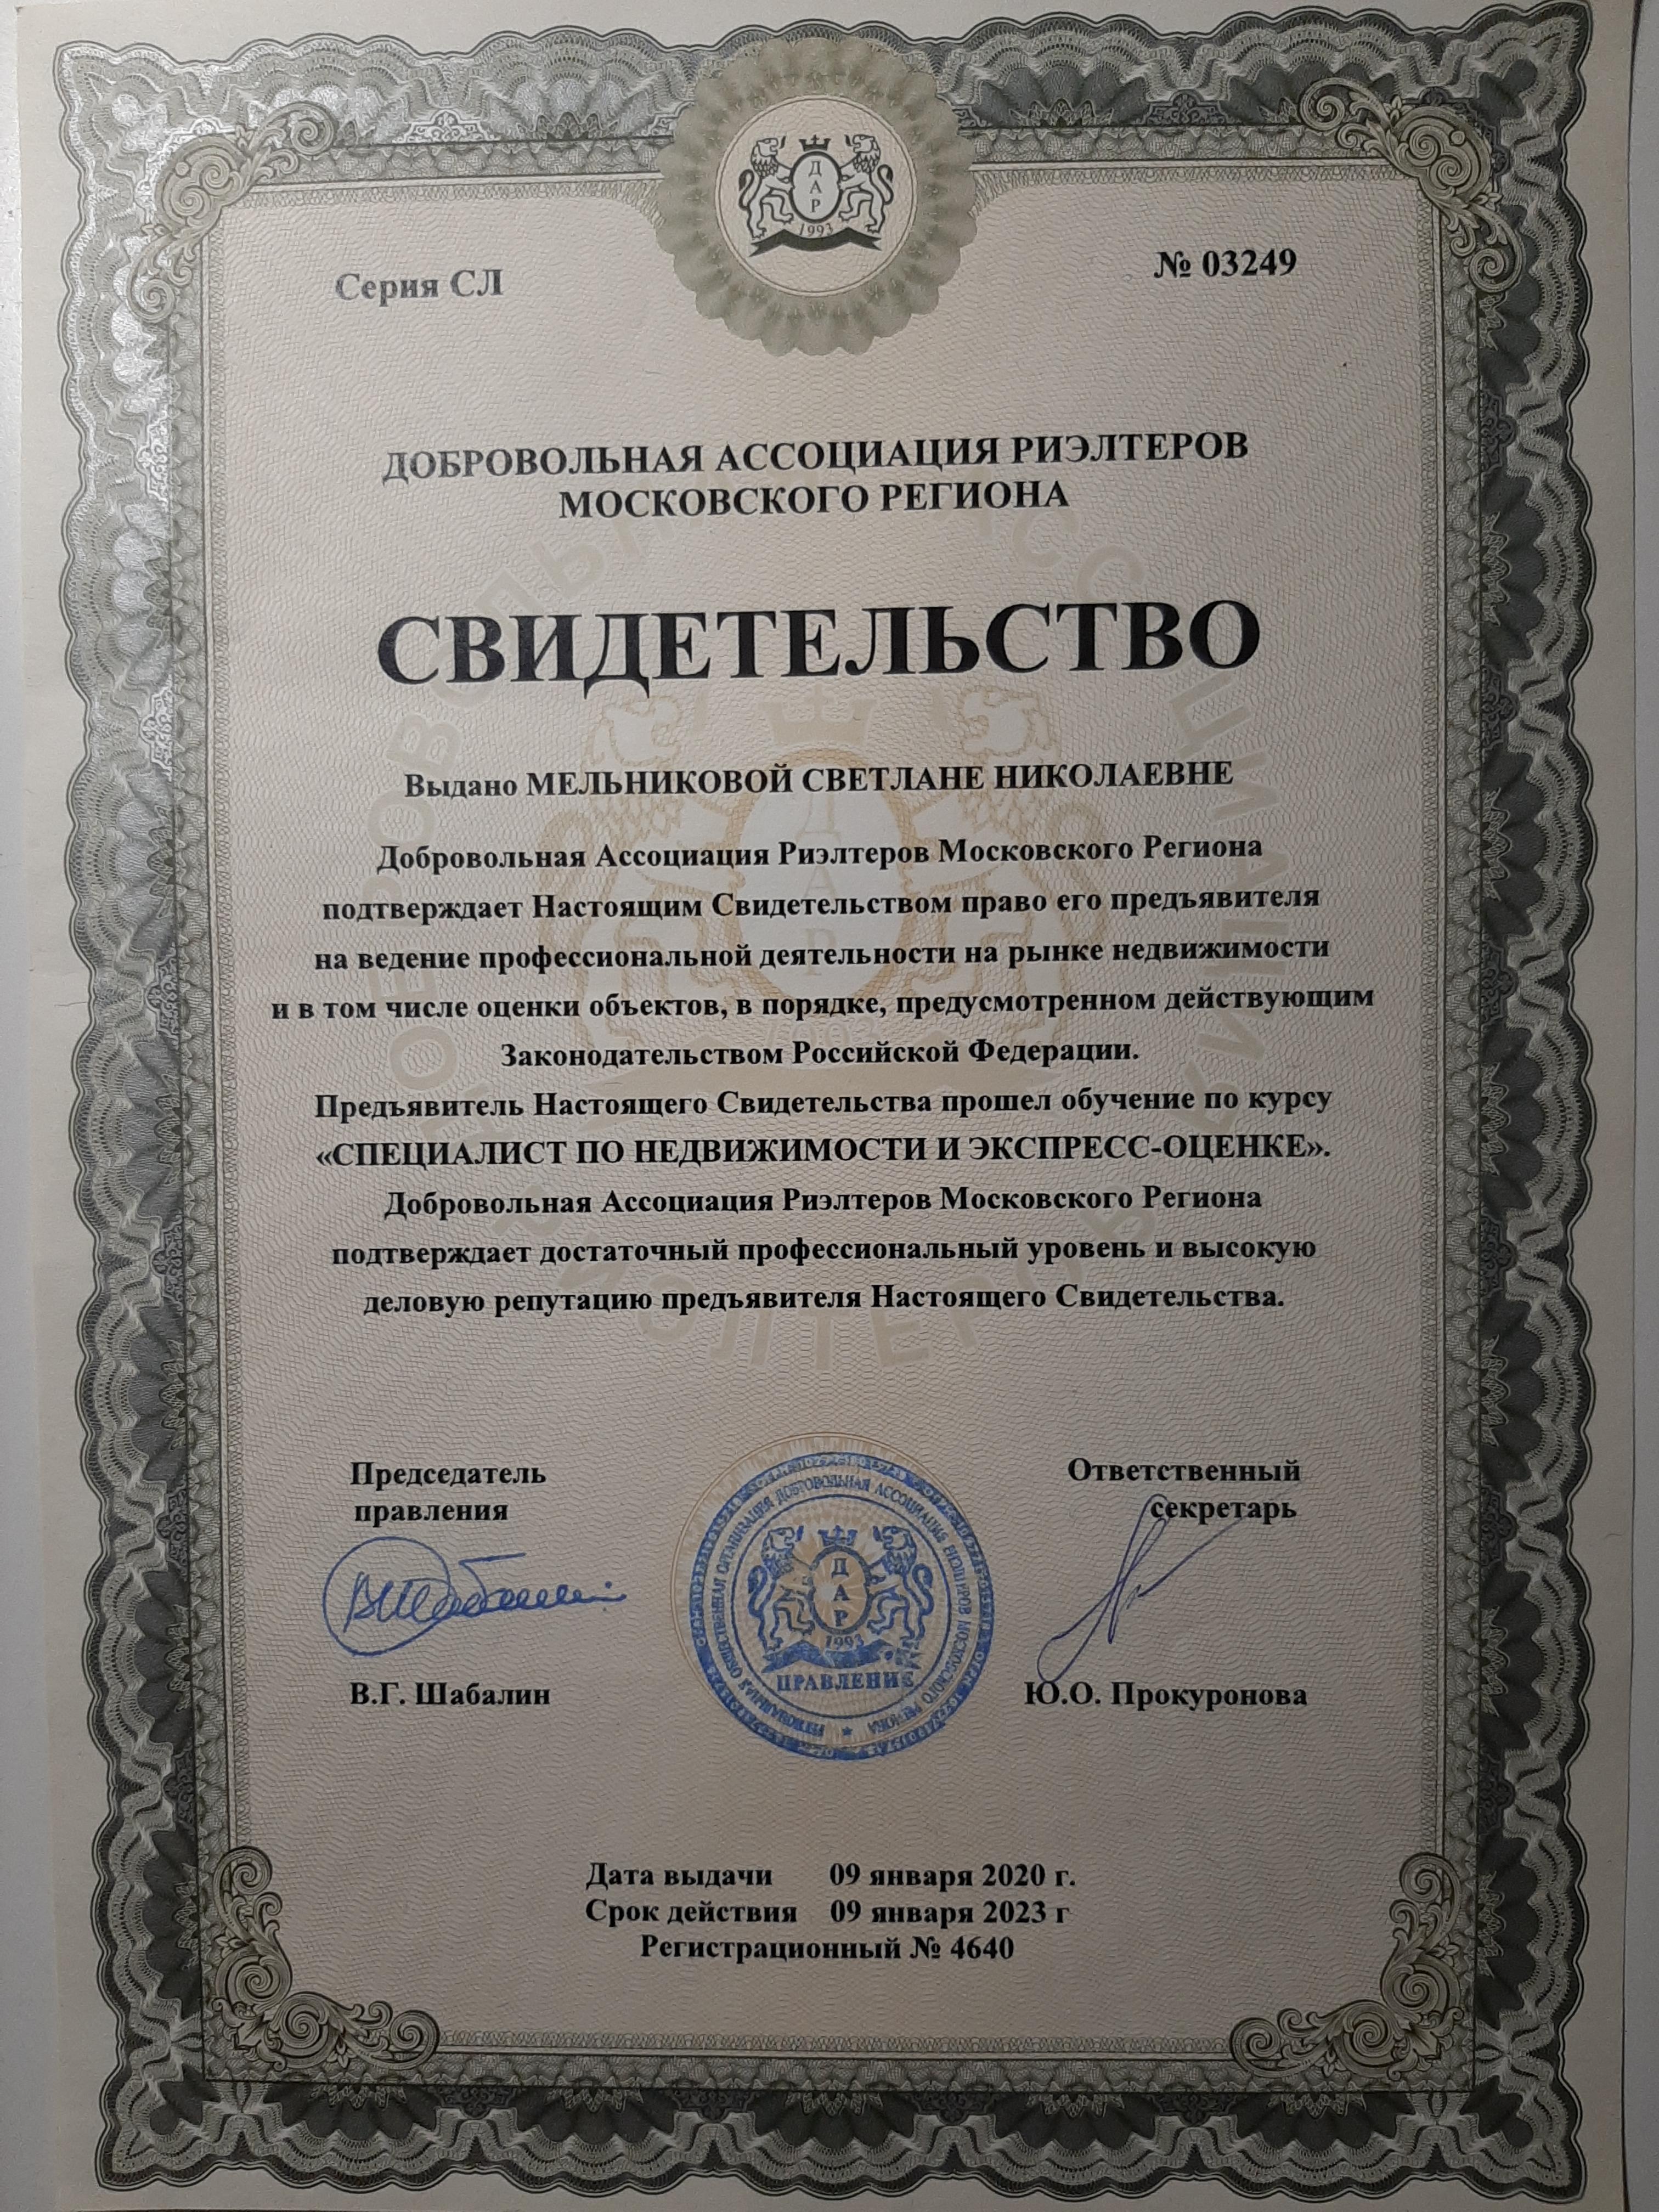 ДАР
1993
Серия СЛ
№ 03249
ДОБРОВОЛЬНАЯ АССОЦИАЦИЯ РИЭЛТЕРОВ
МОСКОВСКОГО РЕГИОНА
СВИДЕТЕЛЬСТВО
Выдано МЕЛЬНИКОВОЙ СВЕТЛАНЕ НИКОЛАЕВНЕ
Добровольная Ассоциация Риэлтеров Московского Региона
подтверждает Настоящим Свидетельством право его предъявителя
на ведение профессиональной деятельности на рынке недвижимости
и в том числе оценки объектов, в порядке, предусмотренном действующим
Законодательством Российской Федерации.
Предъявитель Настоящего Свидетельства прошел обучение по курсу
«СПЕЦИАЛИСТ ПО НЕДВИЖИМОСТИ И ЭКСПРЕСС-ОЦЕНКЕ».
Добровольная Ассоциация Риэлтеров Московского Региона
подтверждает достаточный профессиональный уровень и высокую
деловую репутацию предъявителя Настоящего Свидетельства.
Председатель
правления
Ответственный
секретарь
ДОБРОВОЛЬНАЯ АССОЦИАЦИЯ
МОСКОВСКОГО РЕГИОНА
ДАР
1993
ПРАВЛЕНИЕ
В.Г. Шабалин
Ю.О. Прокуронова
Дата выдачи 09 января 2020 г.
Срок действия 09 января 2023 г
Регистрационный № 4640